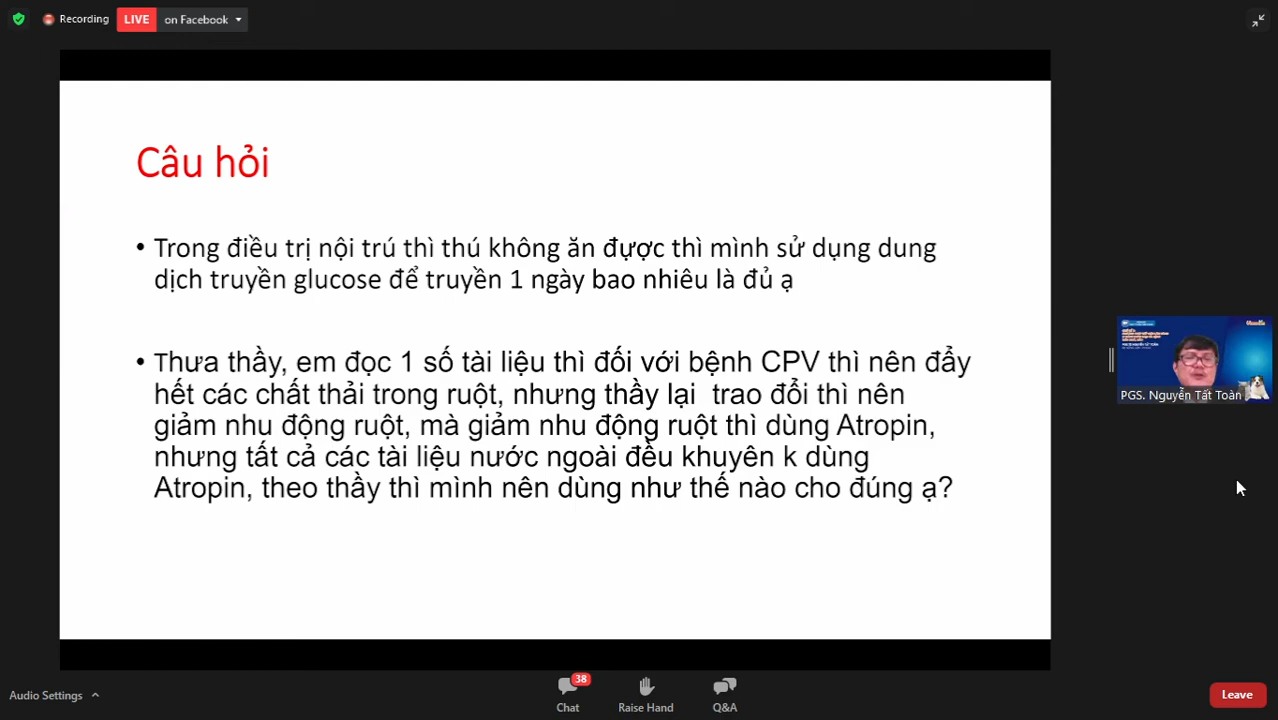 Recording
LIVE
on Facebook
Câu hỏi
• Trong điều trị nội trú thì thú không ăn đựợc thì mình sử dụng dung
dịch truyền glucose để truyền 1 ngày bao nhiêu là đủ ạ
• Thưa thầy, em đọc 1 số tài liệu thì đối với bệnh CPV thì nên đẩy
hết các chất thải trong ruột, nhưng thầy lại trao đổi thì nên
giảm nhu động ruột, mà giảm nhu động ruột thì dùng Atropin,
nhưng tất cả các tài liệu nước ngoài đều khuyên k dùng
Atropin, theo thầy thì mình nên dùng như thế nào cho đúng ạ?
PGS. Nguyễn Tất Toàn
Audio Settings
38
Chat
Raise Hand
Q&A
Leave